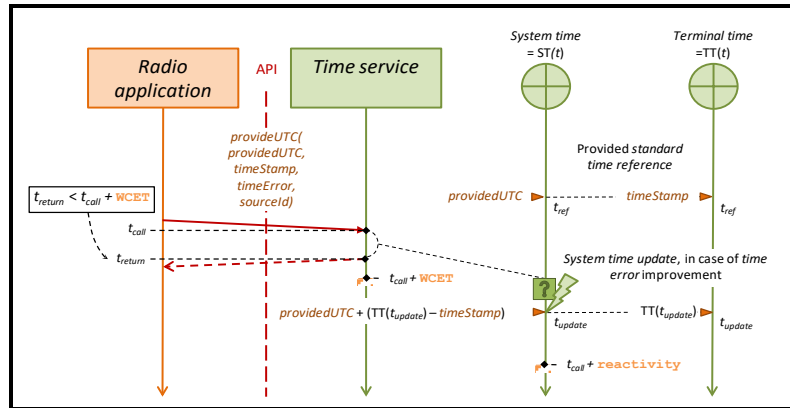 System time
= ST(t)
Terminal time
=TT(t)
Radio
application
API
Time service
provideUTC(
providedUTC,
timeStamp,
timeError,
sourceId)
Provided standard
time reference
t_return < t_call + WCET
providedUTC
timeStamp
t_ref
t_ref
t_call
t_return
System time update, in case of time
error improvement
t_call + WCET
?
providedUTC + (TT(t_update) – timeStamp)
TT(t_update)
t_update
t_update
t_call + reactivity